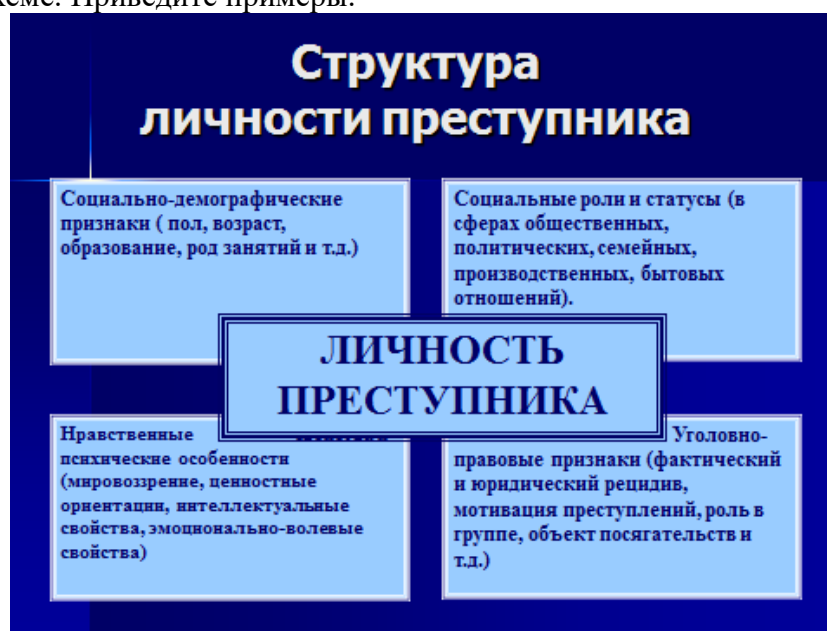 Приведите примеры.
Структура
личности преступника
Социально-демографические
признаки ( пол, возраст,
образование, род занятий и т.д.)
Социальные роли и статусы (в
сферах общественных,
политических, семейных,
производственных, бытовых
отношений).
ЛИЧНОСТЬ
ПРЕСТУПНИКА
Нравственные
психические особенности
(мировоззрение, ценностные
ориентации, интеллектуальные
свойства, эмоционально-волевые
свойства)
Уголовно-
правовые признаки (фактический
и юридический рецидив,
мотивация преступлений, роль в
группе, объект посягательств и
т.д.)